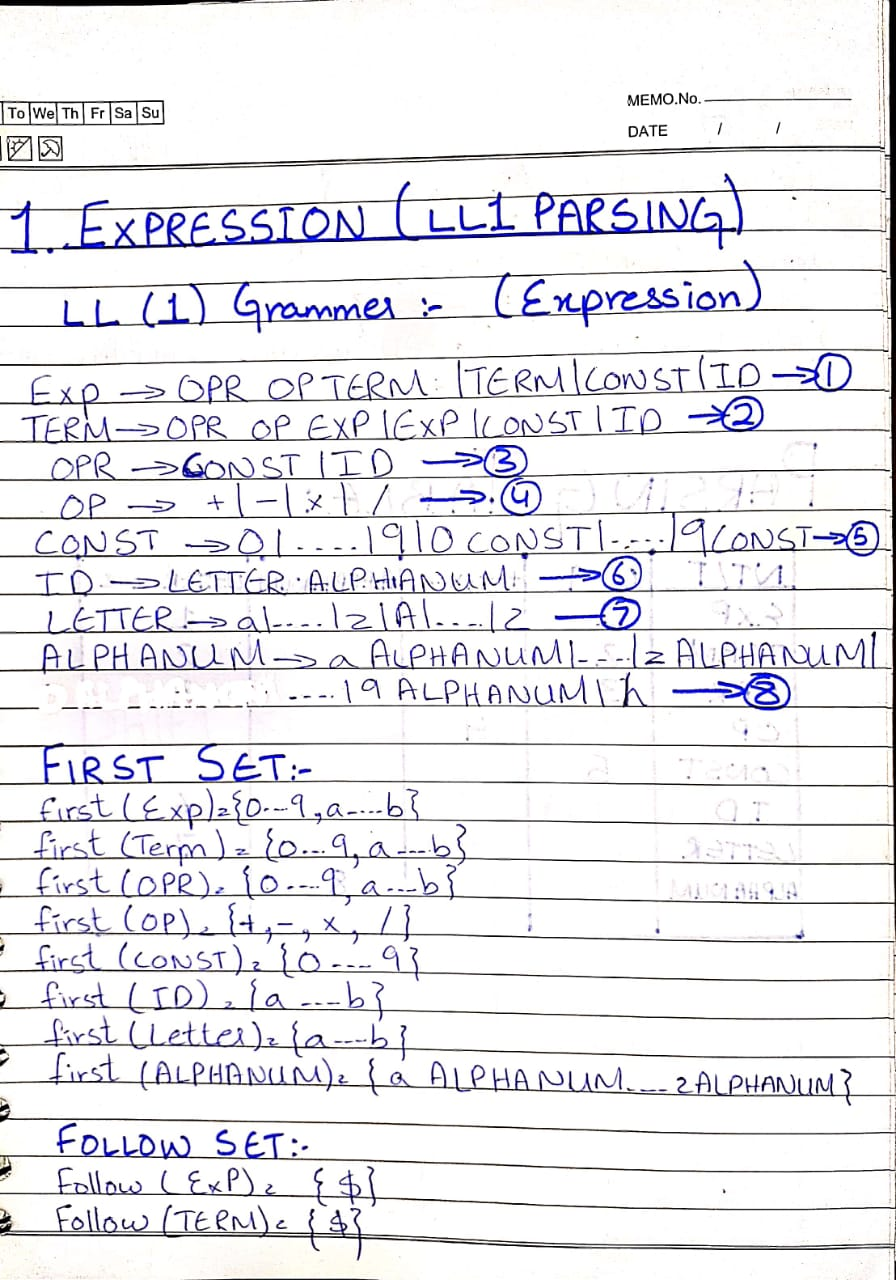 To We Th Fr Sa Su
MEMO.No.
DATE / /
1. EXPRESSION (LL1 PARSING)
LL (1) Grammer :- (Expression)
Exp → OPR OP TERM |TERM|CONST|ID → 1
TERM → OPR OP EXP |EXP |CONST | ID → 2
OPR → CONST | ID → 3
OP → + | - | x | / → 4
CONST → 0|.....|9|0 CONST|.....|9 CONST → 5
ID → LETTER ALPHANUM → 6
LETTER → a|.....|z|A|....|Z → 7
ALPHANUM → a ALPHANUM|....|z ALPHANUM|
.....|9 ALPHANUM| → 8
FIRST SET:-
first (Exp) = {0...9, a....b}
first (Term) = {0...9, a...b}
first (OPR) = {0....9, a...b}
first (OP) = {+, -, x, /}
first (CONST) = {0....9}
first (ID) = {a ....b}
first (Letter) = {a....b}
first (ALPHANUM) = { a ALPHANUM.... z ALPHANUM}
FOLLOW SET:-
Follow (EXP) = {$}
Follow (TERM) = {$}